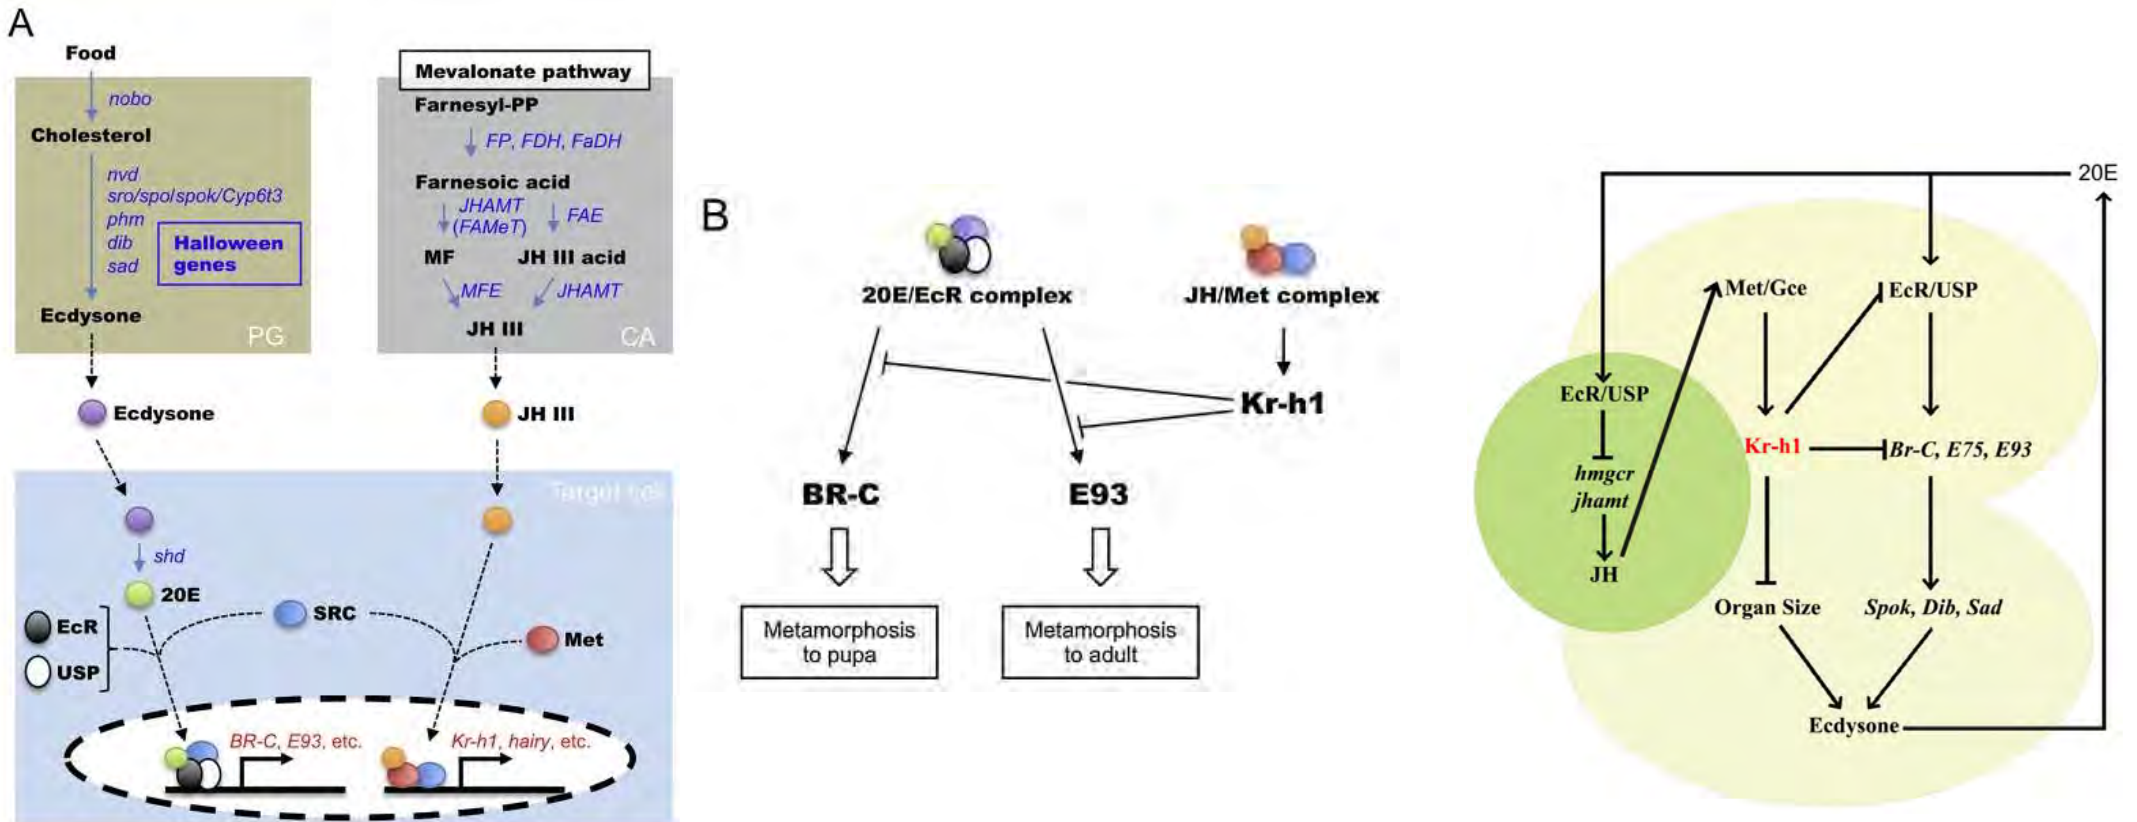 A
Food
nobo
Cholesterol
nvd
sro/spo/spok/Cyp6t3
phm
dib
sad
Halloween
genes
Ecdysone
PG
Mevalonate pathway
Farnesyl-PP
FP, FDH, FaDH
Farnesoic acid
JHAMT
(FAMeT)
FAE
MF
JH III acid
MFE
JHAMT
JH III
CA
Ecdysone
JH III
Target cell
shd
20E
EcR
USP
SRC
Met
BR-C, E93, etc.
Kr-h1, hairy, etc.
B
20E/EcR complex
JH/Met complex
Kr-h1
BR-C
E93
Metamorphosis
to pupa
Metamorphosis
to adult
20E
Met/Gce
EcR/USP
EcR/USP
Kr-h1
Br-C, E75, E93
hmgcr
jhamt
JH
Organ Size
Spok, Dib, Sad
Ecdysone